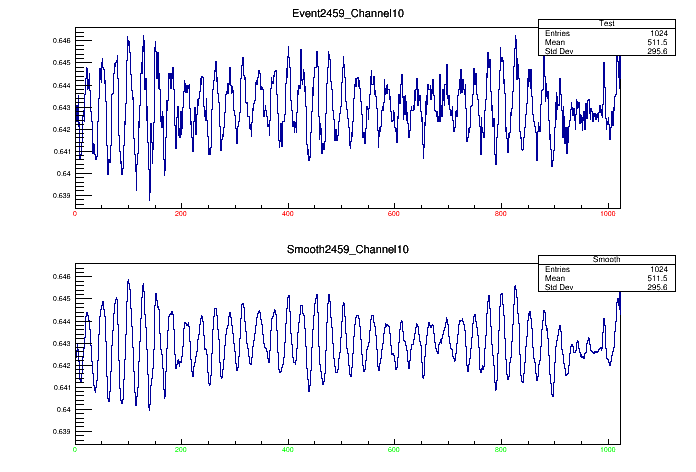 Event2459_Channel10
Test
Entries 1024
Mean 511.5
Std Dev 295.6
0.646
0.645
0.644
0.643
0.642
0.641
0.64
0.639
0 200 400 600 800 1000
Smooth2459_Channel10
Smooth
Entries 1024
Mean 511.5
Std Dev 295.6
0.646
0.645
0.644
0.643
0.642
0.641
0.64
0.639
0 200 400 600 800 1000